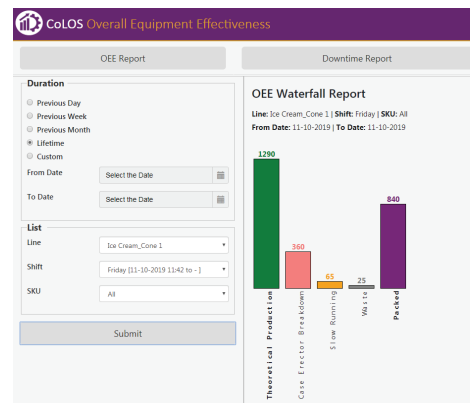 CoLOS Overall Equipment Effectiveness
OEE Report
Downtime Report
Duration
Previous Day
Previous Week
Previous Month
Lifetime
Custom
From Date
Select the Date
To Date
Select the Date
List
Line
Ice Cream_Cone 1
Shift
Friday [11-10-2019 11:42 to - ]
SKU
All
Submit
OEE Waterfall Report
Line: Ice Cream_Cone 1 | Shift: Friday | SKU: All
From Date: 11-10-2019 | To Date: 11-10-2019
1290
360
65
25
840
Theoretical Production
Case Erector Breakdown
Slow Running
Waste
Packed